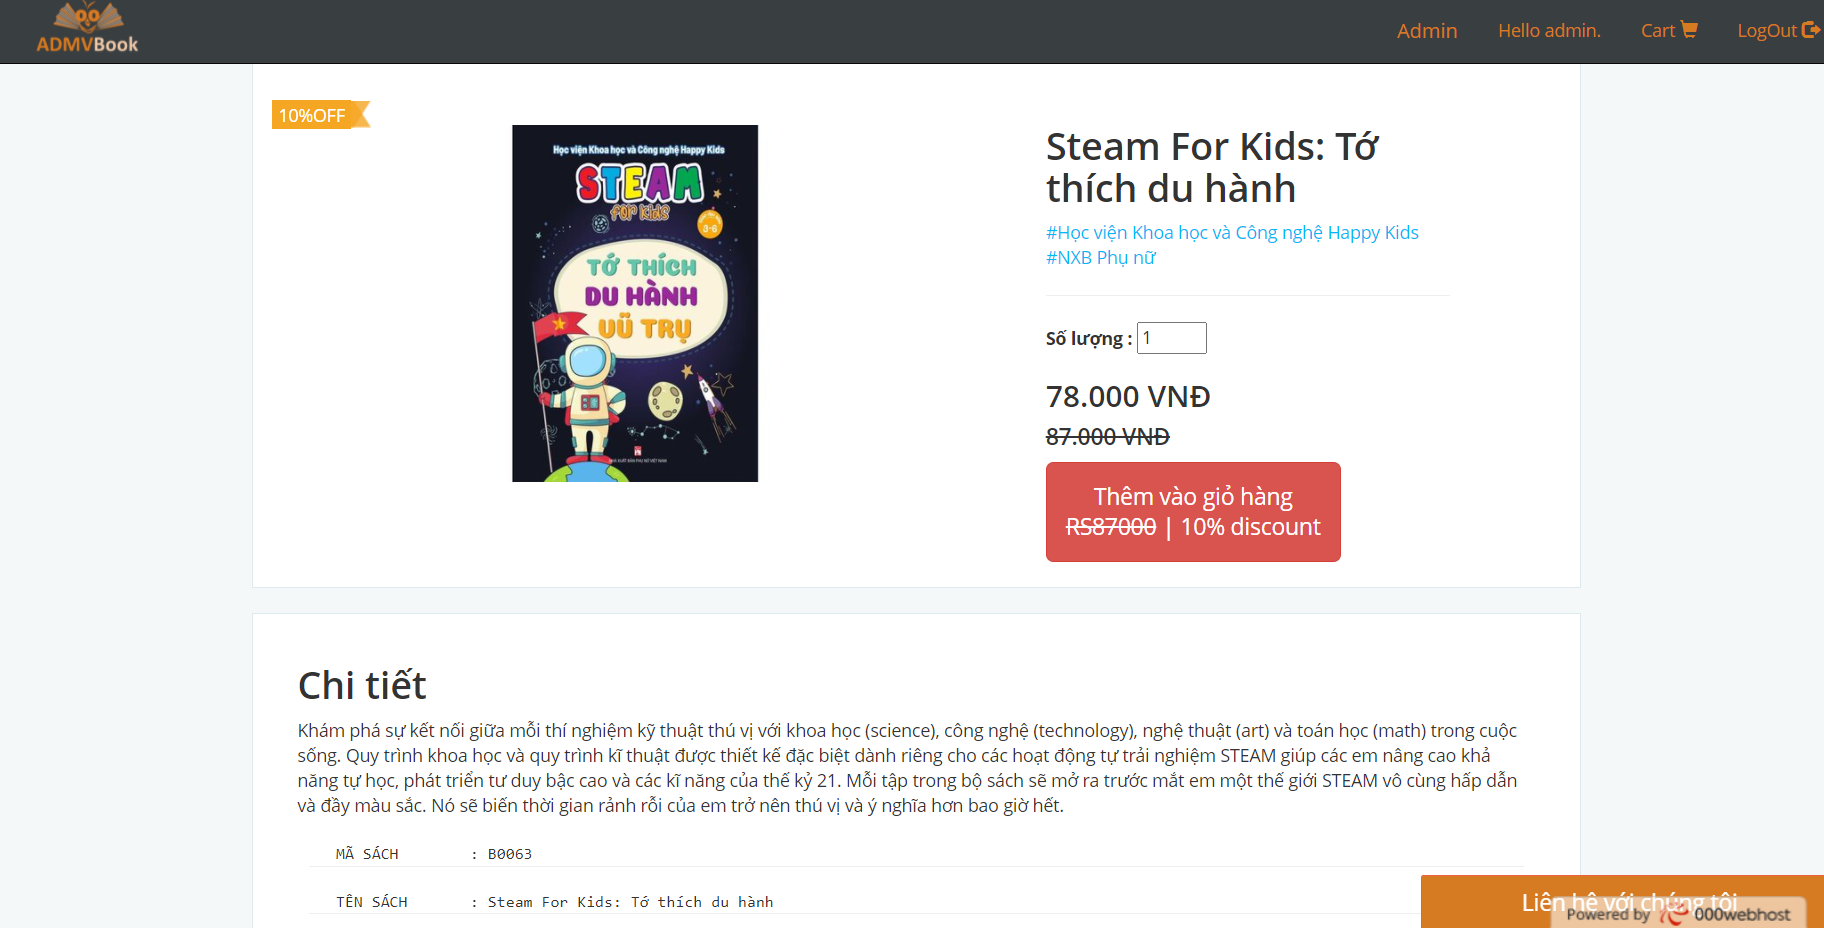 ADMVBook
Admin
Hello admin.
Cart
LogOut
10%OFF
Học viện Khoa học và Công nghệ Happy Kids
STEAM
for Kids
3-6
TỚ THÍCH
DU HÀNH
VŨ TRỤ
NHÀ XUẤT BẢN PHỤ NỮ VIỆT NAM
Steam For Kids: Tớ
thích du hành
#Học viện Khoa học và Công nghệ Happy Kids
#NXB Phụ nữ
Số lượng : 1
78.000 VNĐ
87.000 VNĐ
Thêm vào giỏ hàng
RS87000 | 10% discount
Chi tiết
Khám phá sự kết nối giữa mỗi thí nghiệm kỹ thuật thú vị với khoa học (science), công nghệ (technology), nghệ thuật (art) và toán học (math) trong cuộc
sống. Quy trình khoa học và quy trình kĩ thuật được thiết kế đặc biệt dành riêng cho các hoạt động tự trải nghiệm STEAM giúp các em nâng cao khả
năng tự học, phát triển tư duy bậc cao và các kĩ năng của thế kỷ 21. Mỗi tập trong bộ sách sẽ mở ra trước mắt em một thế giới STEAM vô cùng hấp dẫn
và đầy màu sắc. Nó sẽ biến thời gian rảnh rỗi của em trở nên thú vị và ý nghĩa hơn bao giờ hết.
MÃ SÁCH : B0063
TÊN SÁCH : Steam For Kids: Tớ thích du hành
Liên hệ với chúng tôi
Powered by 000webhost